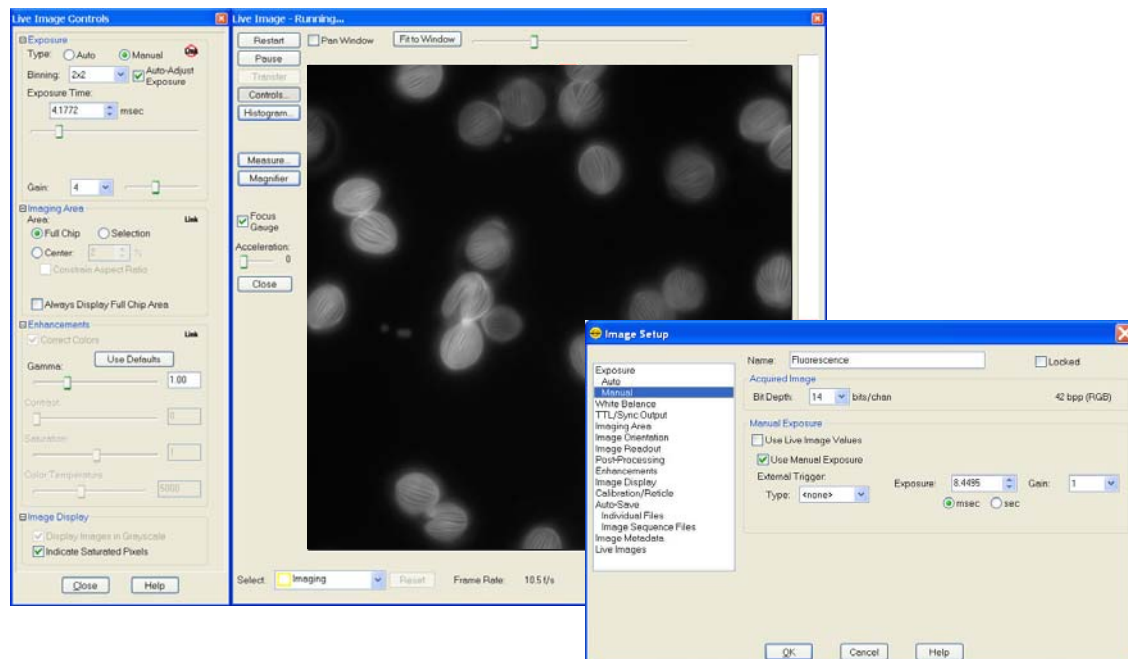 Live Image Controls
Exposure
Type: Auto Manual
Link
Binning: 2x2 Auto-Adjust
Exposure
Exposure Time:
4.1772 msec
Gain: 4
Imaging Area
Area: Link
Full Chip Selection
Center: %
Constrain Aspect Ratio
Always Display Full Chip Area
Enhancements
Correct Colors Link
Gamma: Use Defaults
1.00
Contrast:
0
Saturation:
1
Color Temperature
5000
Image Display
Display Images in Grayscale
Indicate Saturated Pixels
Close Help
Live Image - Running...
Restart Pan Window Fit to Window
Pause
Transfer
Controls...
Histogram...
Measure...
Magnifier
Focus
Gauge
Acceleration:
0
Close
Select: Imaging Reset Frame Rate: 10.5 f/s
Image Setup
Exposure
Auto
Manual
White Balance
TTL/Sync Output
Imaging Area
Image Orientation
Image Readout
Post-Processing
Enhancements
Image Display
Calibration/Reticle
Auto-Save
Individual Files
Image Sequence Files
Image Metadata
Live Images
Name: Fluorescence Locked
Acquired Image
Bit Depth: 14 bits/chan 42 bpp (RGB)
Manual Exposure
Use Live Image Values
Use Manual Exposure
External Trigger:
Type: <none> Exposure: 8.4495 Gain: 1
msec sec
OK Cancel Help